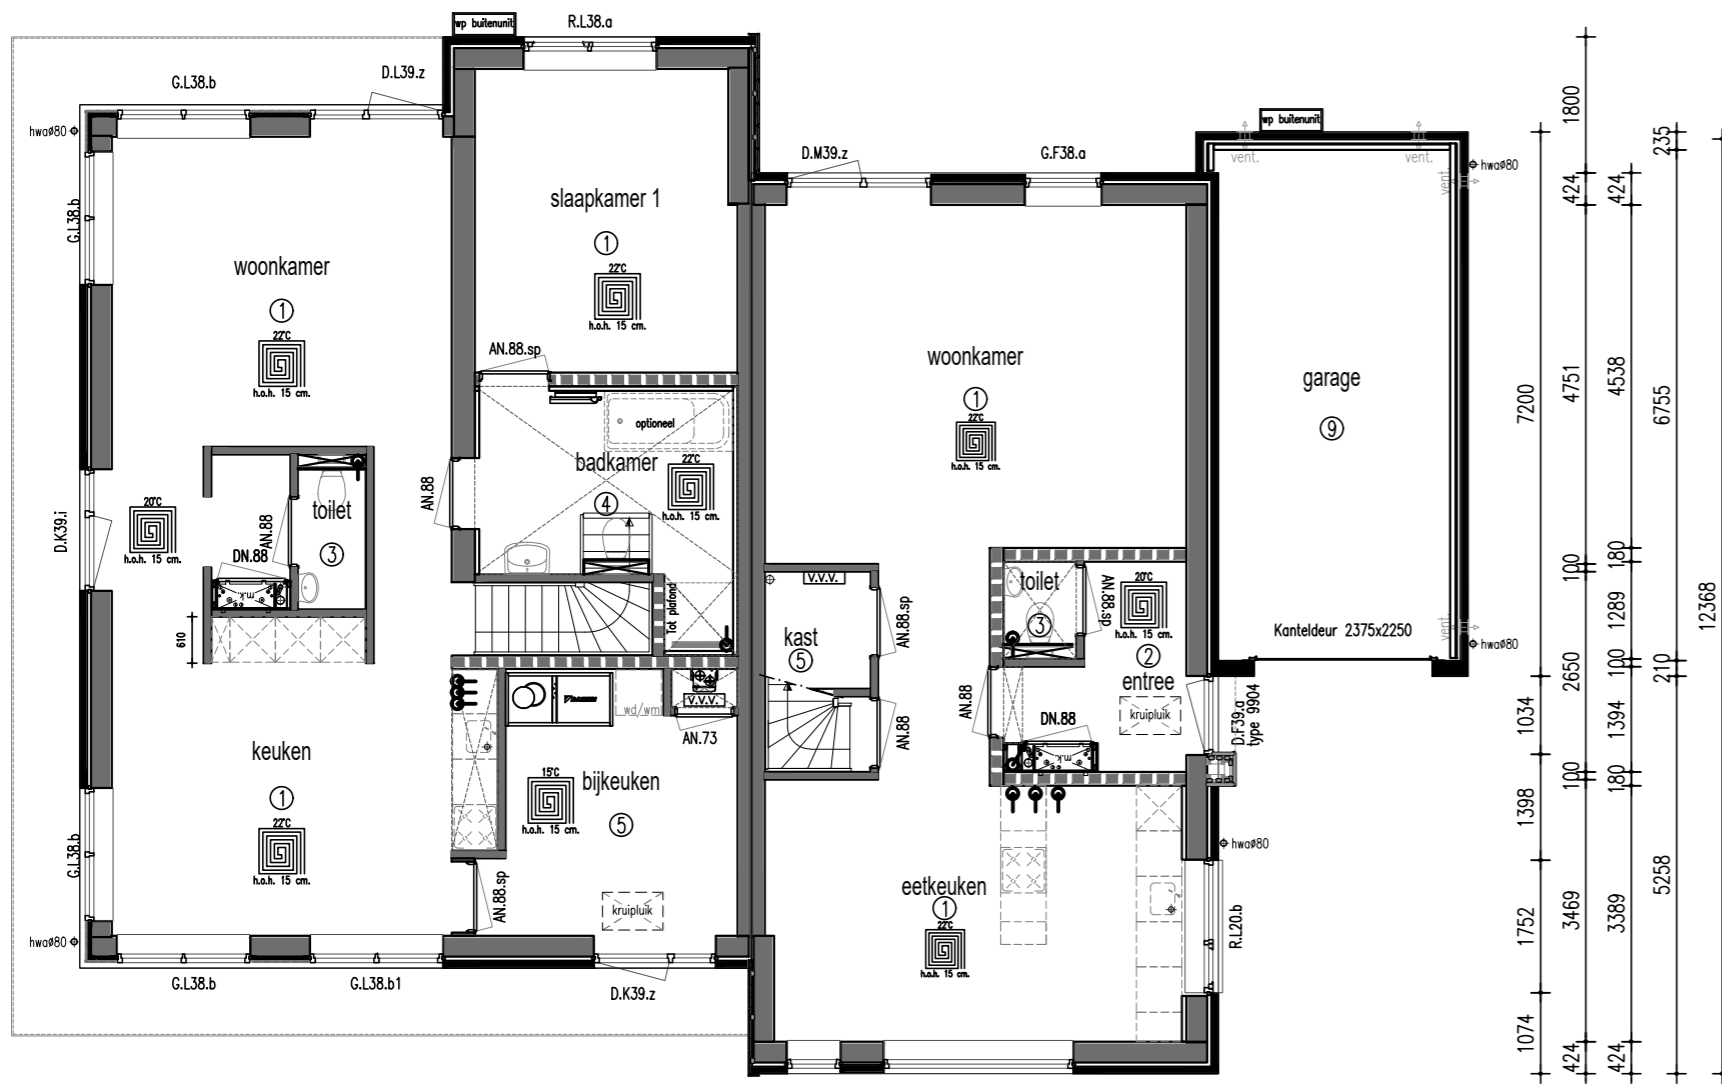 wp buitenunit
R.L38.a
G.L38.b
D.L39.z
hwaø80
wp buitenunit
D.M39.z
G.F38.a
vent.
vent.
hwaø80
vent.
G.L38.b
slaapkamer 1
1
22°C
h.o.h. 15 cm.
woonkamer
1
22°C
h.o.h. 15 cm.
AN.88.sp
woonkamer
1
22°C
h.o.h. 15 cm.
garage
9
optioneel
badkamer
4
22°C
h.o.h. 15 cm.
AN.88
D.K39.i
20°C
h.o.h. 15 cm.
toilet
3
AN.88
DN.88
m.k.
610
Tot plafond
V.V.V.
kast
5
AN.88.sp
AN.88
toilet
3
AN.88.sp
20°C
h.o.h. 15 cm.
2
entree
kruipluik
AN.88
DN.88
m.k.
D.F39.a
type 9904
Kanteldeur 2375x2250
vent.
hwaø80
keuken
1
22°C
h.o.h. 15 cm.
G.L38.b
wd/wm
V.V.V.
AN.73
15°C
h.o.h. 15 cm.
bijkeuken
5
AN.88.sp
kruipluik
hwaø80
G.L38.b
G.L38.b1
D.K39.z
eetkeuken
1
22°C
h.o.h. 15 cm.
hwaø80
R.L20.b
7200
1034
1398
1752
1074
1800
424
4751
100
2650
100
3469
424
424
4538
180
1289
100
1394
180
3389
424
235
6755
210
5258
12368